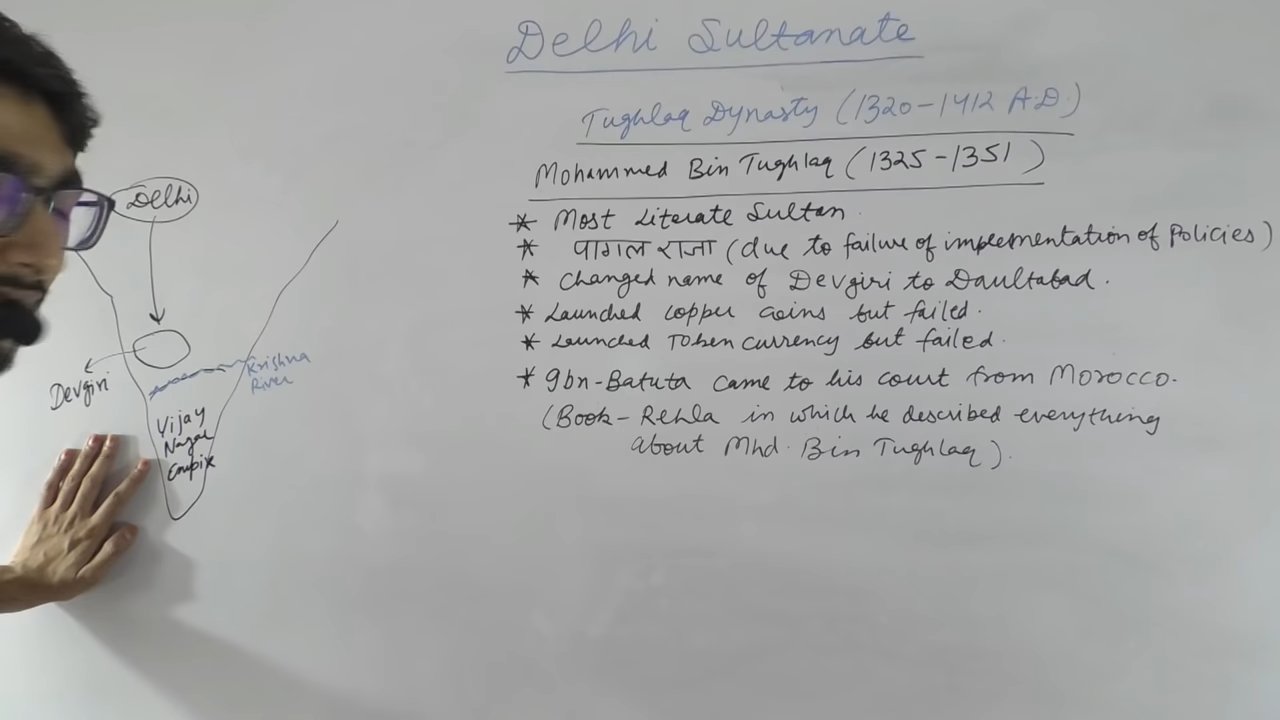 Delhi Sultanate
Tughlaq Dynasty (1320-1412 A.D.)
Mohammed Bin Tughlaq (1325-1351)
* Most Literate Sultan.
* पागल राजा (due to failure of implementation of Policies)
* Changed name of Devgiri to Daultabad.
* Launched copper coins but failed.
* Launched Token currency but failed.
* Ibn-Batuta came to his court from Morocco.
(Book-Rehla in which he described everything
about Mhd. Bin Tughlaq).
Delhi
Devgiri
Krishna
River
Vijay
Nagar
Empire